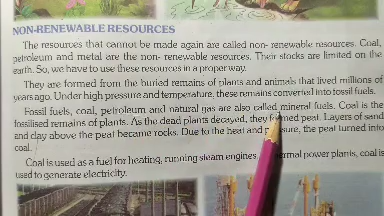 NON-RENEWABLE RESOURCES
The resources that cannot be made again are called non- renewable resources. Coal,
petroleum and metal are the non- renewable resources. Their stocks are limited on the
earth. So, we have to use these resources in a proper way.
They are formed from the buried remains of plants and animals that lived millions of
years ago. Under high pressure and temperature, these remains converted into fossil fuels.
Fossil fuels, coal, petroleum and natural gas are also called mineral fuels. Coal is the
fossilised remains of plants. As the dead plants decayed, they formed peat. Layers of sand
and clay above the peat became rocks. Due to the heat and pressure, the peat turned into
coal.
Coal is used as a fuel for heating, running steam engines thermal power plants, coal is
used to generate electricity.